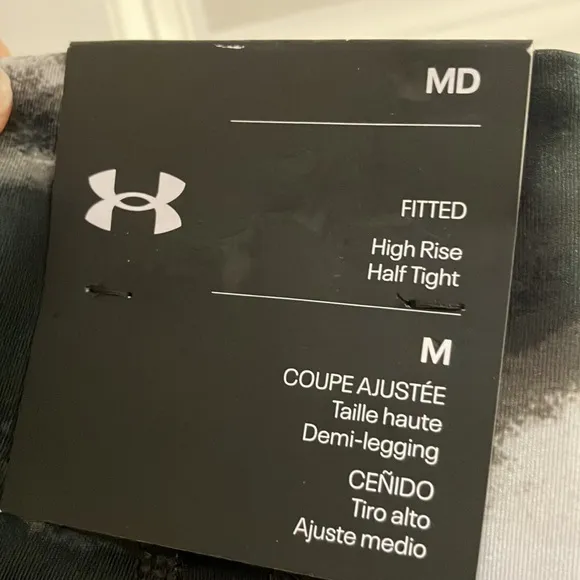 MD
FITTED
High Rise
Half Tight
M
COUPE AJUSTÉE
Taille haute
Demi-legging
CEÑIDO
Tiro alto
Ajuste medio